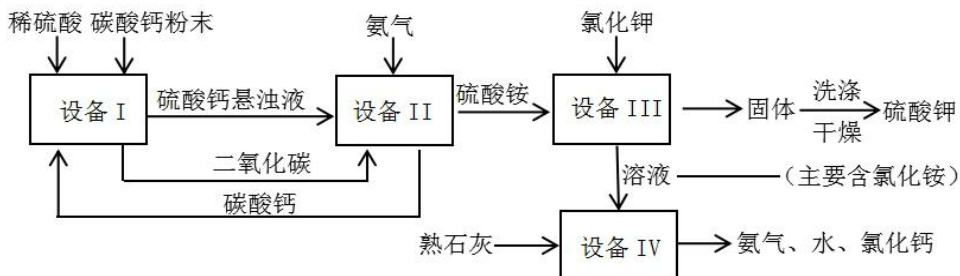 稀硫酸 碳酸钙粉末
氨气
氯化钾
设备 I
硫酸钙悬浊液
设备 II
硫酸铵
设备 III
固体
洗涤
干燥
硫酸钾
二氧化碳
碳酸钙
溶液
（主要含氯化铵）
熟石灰
设备 IV
氨气、水、氯化钙